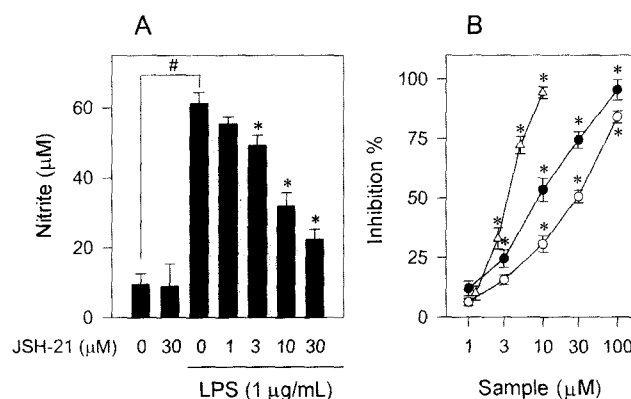 A
#
Nitrite (μM)
60
40
20
0
*
*
*
JSH-21 (μM) 0 30 0 1 3 10 30
LPS (1 μg/mL)
B
Inhibition %
100
75
50
25
0
*
*
*
*
*
*
*
*
*
*
1 3 10 30 100
Sample (μM)